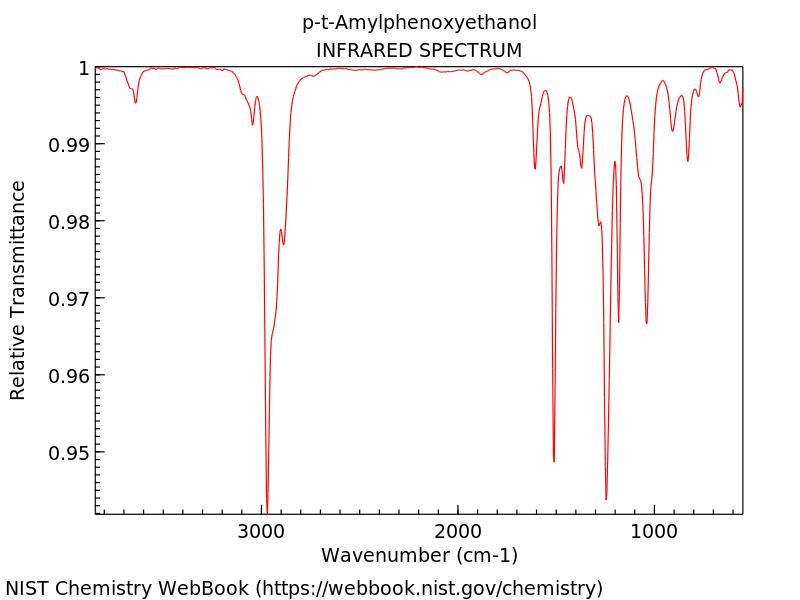 p-t-Amylphenoxyethanol
INFRARED SPECTRUM
1
0.99
0.98
0.97
0.96
0.95
Relative Transmittance
3000 2000 1000
Wavenumber (cm-1)
NIST Chemistry WebBook (https://webbook.nist.gov/chemistry)